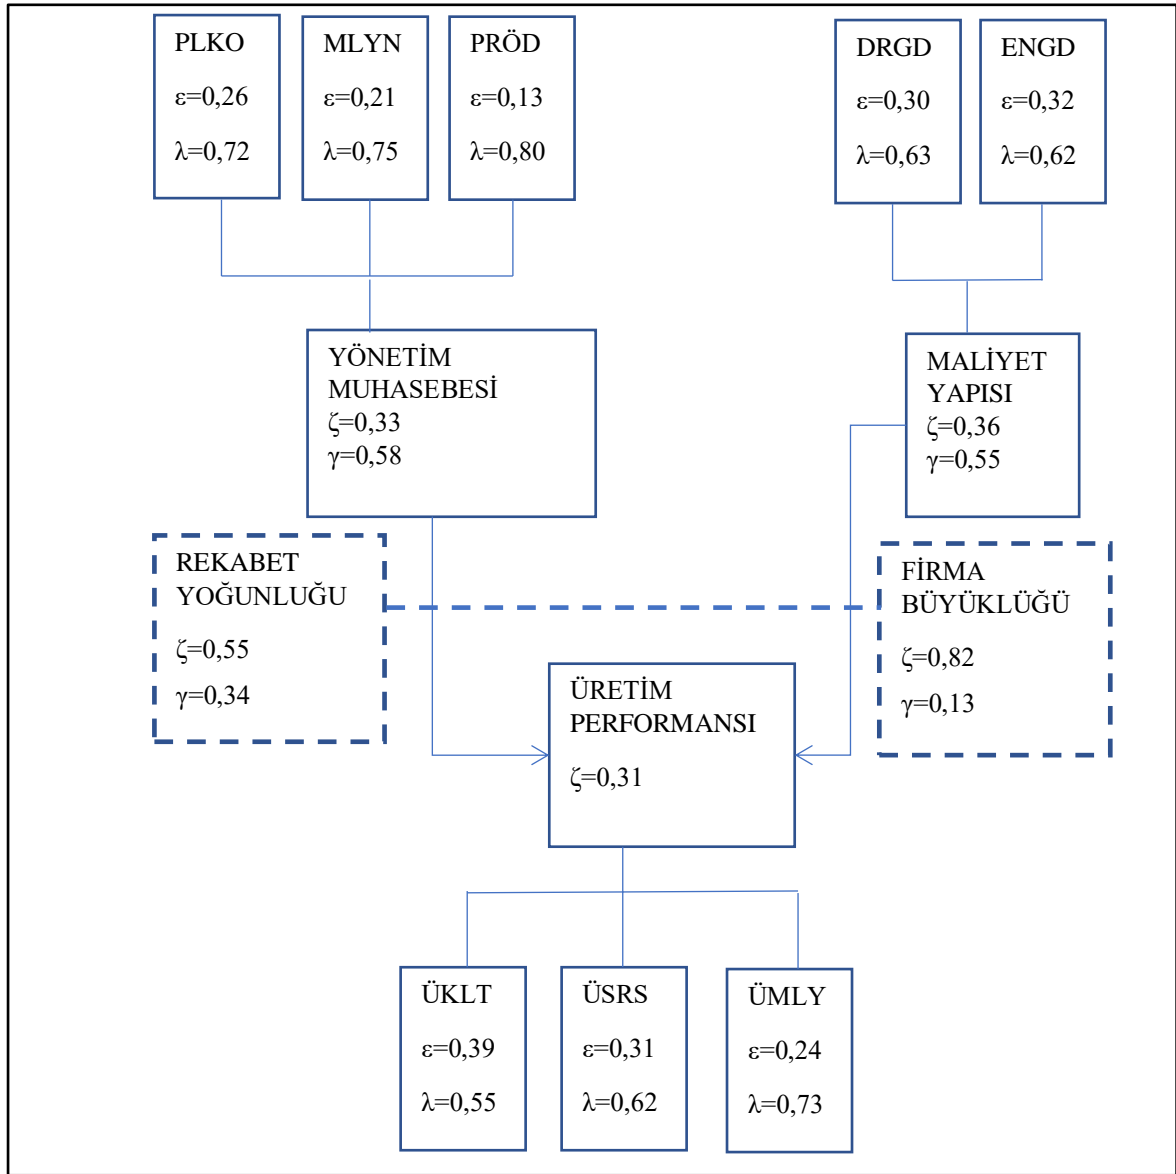 PLKO
ε=0,26
λ=0,72
MLYN
ε=0,21
λ=0,75
PRÖD
ε=0,13
λ=0,80
DRGD
ε=0,30
λ=0,63
ENGD
ε=0,32
λ=0,62
YÖNETİM
MUHASEBESİ
ζ=0,33
γ=0,58
MALİYET
YAPISI
ζ=0,36
γ=0,55
REKABET
YOĞUNLUĞU
ζ=0,55
γ=0,34
FİRMA
BÜYÜKLÜĞÜ
ζ=0,82
γ=0,13
ÜRETİM
PERFORMANSI
ζ=0,31
ÜKLT
ε=0,39
λ=0,55
ÜSRS
ε=0,31
λ=0,62
ÜMLY
ε=0,24
λ=0,73